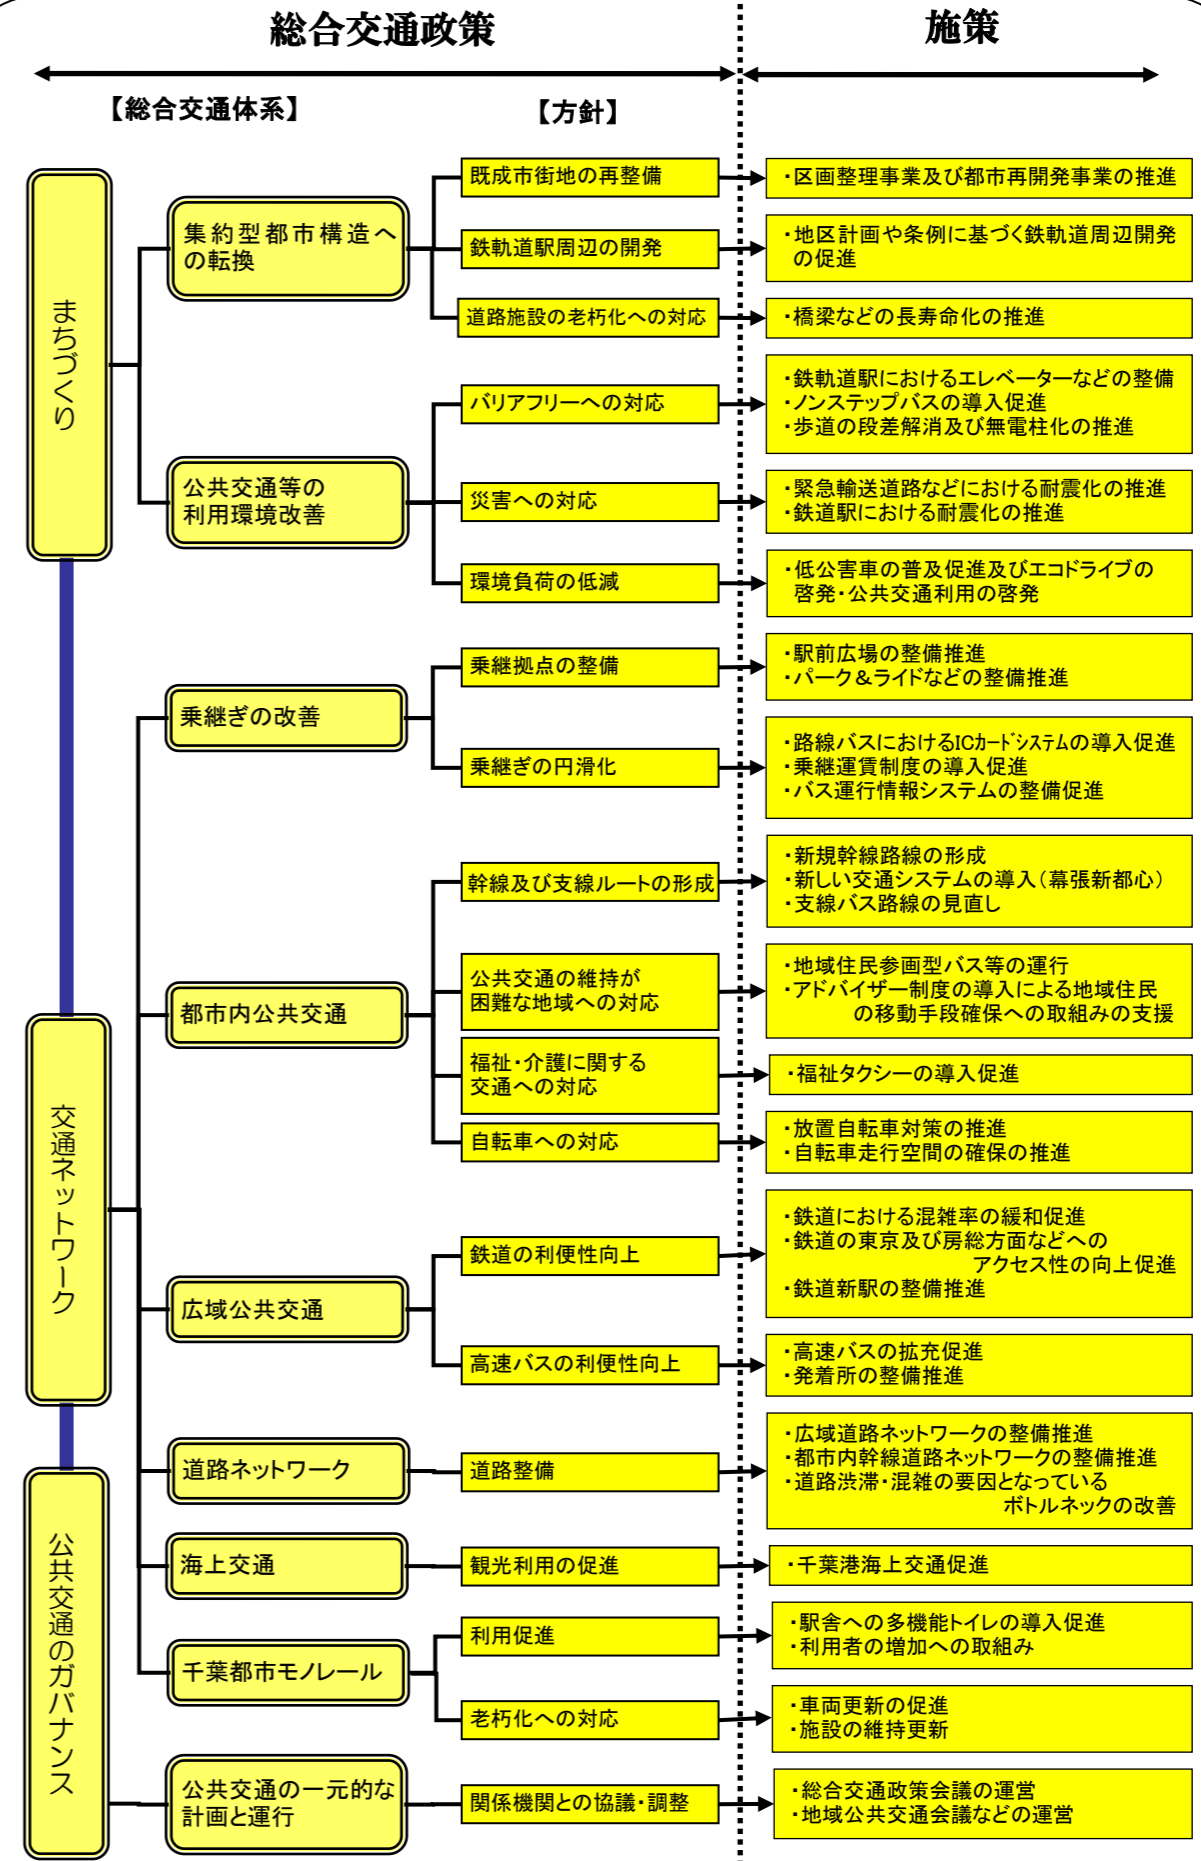 総合交通政策
施策
【総合交通体系】
【方針】
まちづくり
集約型都市構造へ
の転換
既成市街地の再整備
・区画整理事業及び都市再開発事業の推進
鉄軌道駅周辺の開発
・地区計画や条例に基づく鉄軌道周辺開発
の促進
道路施設の老朽化への対応
・橋梁などの長寿命化の推進
公共交通等の
利用環境改善
バリアフリーへの対応
・鉄軌道駅におけるエレベーターなどの整備
・ノンステップバスの導入促進
・歩道の段差解消及び無電柱化の推進
災害への対応
・緊急輸送道路などにおける耐震化の推進
・鉄道駅における耐震化の推進
環境負荷の低減
・低公害車の普及促進及びエコドライブの
啓発・公共交通利用の啓発
交通ネットワーク
乗継ぎの改善
乗継拠点の整備
・駅前広場の整備推進
・パーク＆ライドなどの整備推進
乗継ぎの円滑化
・路線バスにおけるICｶｰﾄﾞｼｽﾃﾑの導入促進
・乗継運賃制度の導入促進
・バス運行情報システムの整備促進
都市内公共交通
幹線及び支線ルートの形成
・新規幹線路線の形成
・新しい交通システムの導入（幕張新都心）
・支線バス路線の見直し
公共交通の維持が
困難な地域への対応
・地域住民参画型バス等の運行
・アドバイザー制度の導入による地域住民
の移動手段確保への取組みの支援
福祉・介護に関する
交通への対応
・福祉タクシーの導入促進
自転車への対応
・放置自転車対策の推進
・自転車走行空間の確保の推進
広域公共交通
鉄道の利便性向上
・鉄道における混雑率の緩和促進
・鉄道の東京及び房総方面などへの
アクセス性の向上促進
・鉄道新駅の整備推進
高速バスの利便性向上
・高速バスの拡充促進
・発着所の整備推進
道路ネットワーク
道路整備
・広域道路ネットワークの整備推進
・都市内幹線道路ネットワークの整備推進
・道路渋滞・混雑の要因となっている
ボトルネックの改善
海上交通
観光利用の促進
・千葉港海上交通促進
千葉都市モノレール
利用促進
・駅舎への多機能トイレの導入促進
・利用者の増加への取組み
老朽化への対応
・車両更新の促進
・施設の維持更新
公共交通のガバナンス
公共交通の一元的な
計画と運行
関係機関との協議・調整
・総合交通政策会議の運営
・地域公共交通会議などの運営